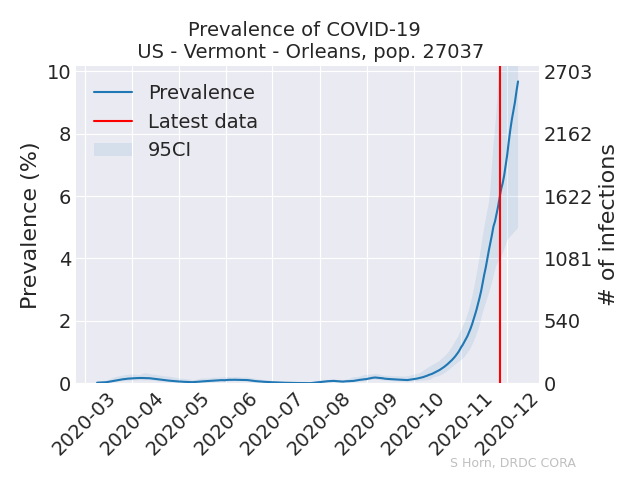 Prevalence of COVID-19
US - Vermont - Orleans, pop. 27037
Prevalence (%)
10
8
6
4
2
0
Prevalence
Latest data
95CI
2703
2162
1622
1081
540
0
# of infections
2020-03
2020-04
2020-05
2020-06
2020-07
2020-08
2020-09
2020-10
2020-11
2020-12
S Horn, DRDC CORA